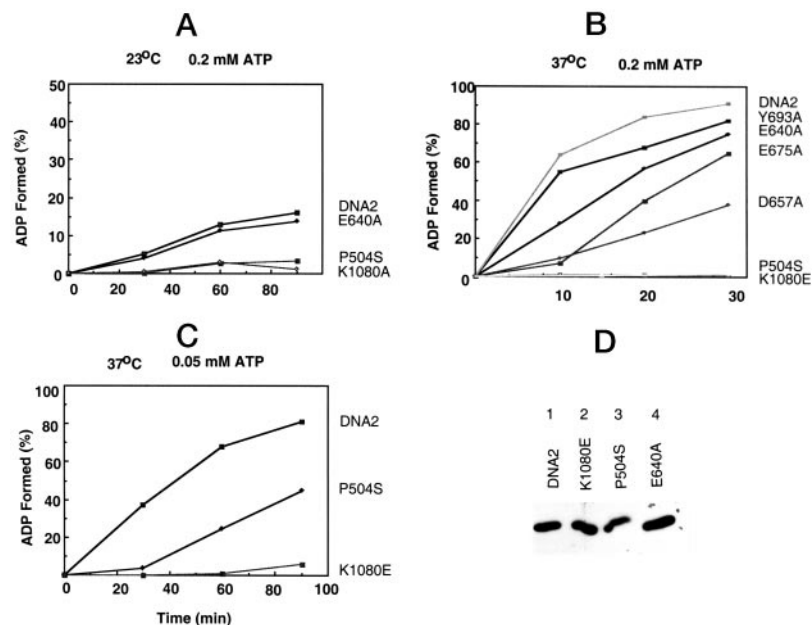 A
23°C 0.2 mM ATP
ADP Formed (%)
50
40
30
20
10
0
0 20 40 60 80
DNA2
E640A
P504S
K1080A
B
37°C 0.2 mM ATP
ADP Formed (%)
100
80
60
40
20
0
10 20 30
DNA2
Y693A
E640A
E675A
D657A
P504S
K1080E
C
37°C 0.05 mM ATP
ADP Formed (%)
100
80
60
40
20
0
0 20 40 60 80 100
Time (min)
DNA2
P504S
K1080E
D
1 2 3 4
DNA2
K1080E
P504S
E640A